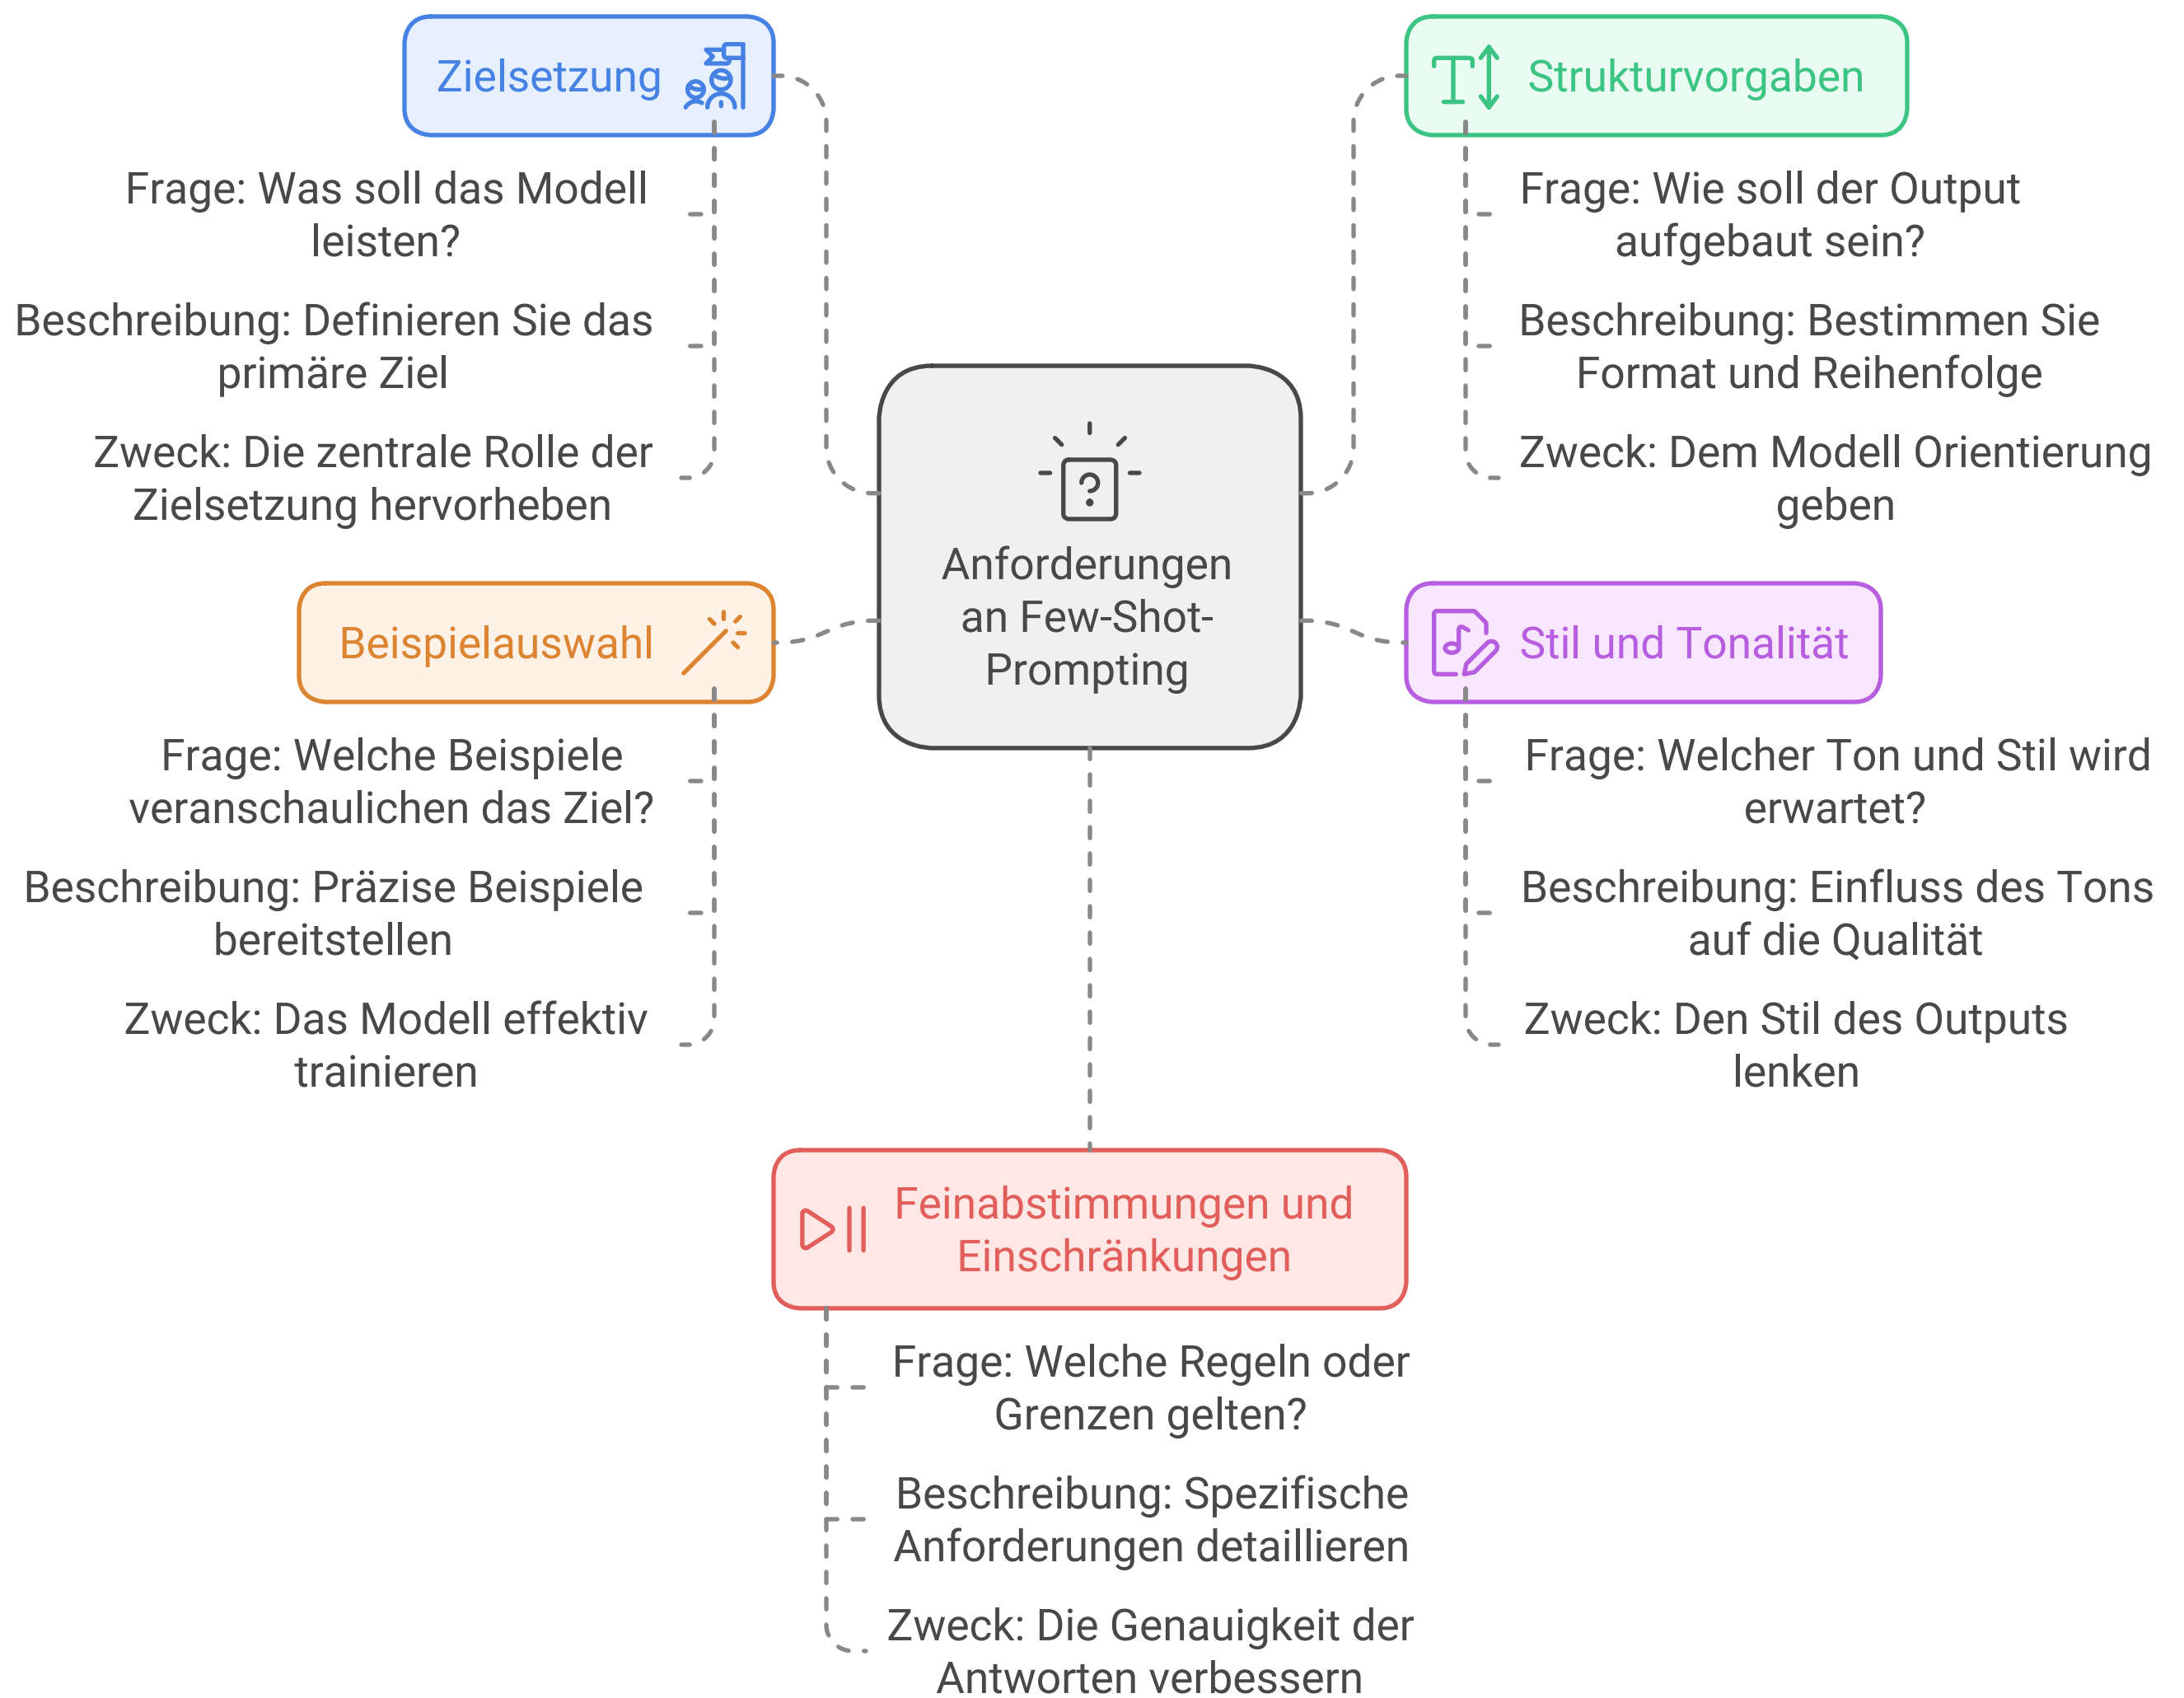 Zielsetzung
Frage: Was soll das Modell
leisten?
Beschreibung: Definieren Sie das
primäre Ziel
Zweck: Die zentrale Rolle der
Zielsetzung hervorheben
Strukturvorgaben
Frage: Wie soll der Output
aufgebaut sein?
Beschreibung: Bestimmen Sie
Format und Reihenfolge
Zweck: Dem Modell Orientierung
geben
Anforderungen
an Few-Shot-
Prompting
Beispielauswahl
Frage: Welche Beispiele
veranschaulichen das Ziel?
Beschreibung: Präzise Beispiele
bereitstellen
Zweck: Das Modell effektiv
trainieren
Stil und Tonalität
Frage: Welcher Ton und Stil wird
erwartet?
Beschreibung: Einfluss des Tons
auf die Qualität
Zweck: Den Stil des Outputs
lenken
Feinabstimmungen und
Einschränkungen
Frage: Welche Regeln oder
Grenzen gelten?
Beschreibung: Spezifische
Anforderungen detaillieren
Zweck: Die Genauigkeit der
Antworten verbessern